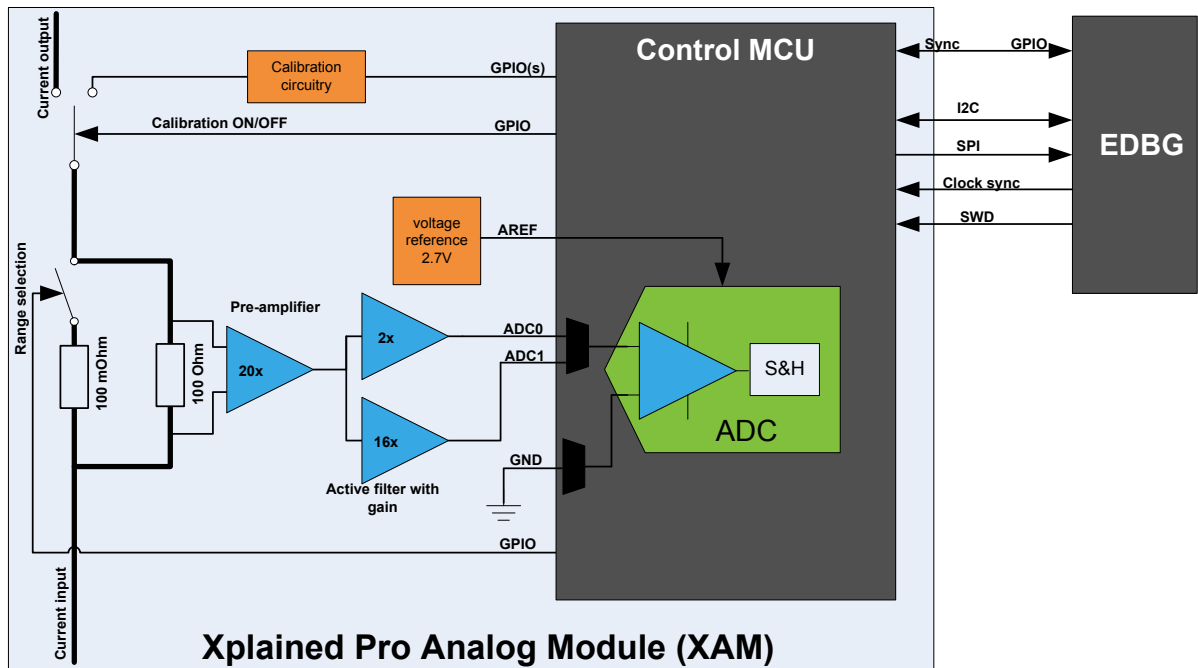 Current output
Calibration
circuitry
GPIO(s)
Control MCU
Sync
GPIO
Calibration ON/OFF
GPIO
I2C
EDBG
SPI
Clock sync
SWD
voltage
reference
2.7V
AREF
Range selection
Pre-amplifier
100 mOhm
100 Ohm
20x
2x
16x
ADC0
ADC1
S&H
ADC
GND
Active filter with
gain
GPIO
Current input
Xplained Pro Analog Module (XAM)